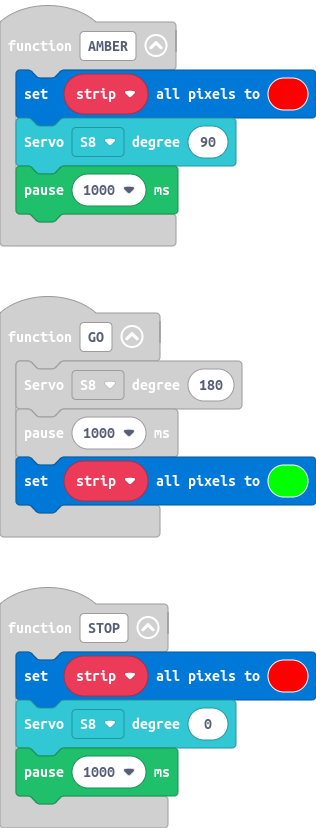 function AMBER
set strip all pixels to
Servo S8 degree 90
pause 1000 ms
function GO
Servo S8 degree 180
pause 1000 ms
set strip all pixels to
function STOP
set strip all pixels to
Servo S8 degree 0
pause 1000 ms